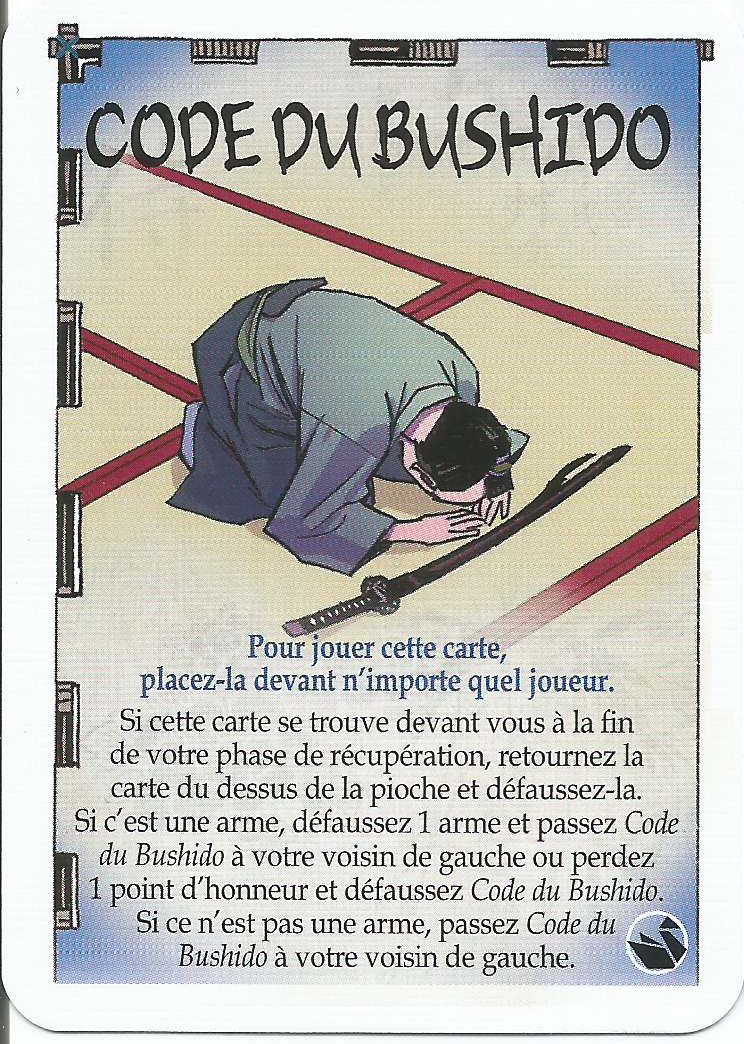 CODE DU BUSHIDO
Pour jouer cette carte,
placez-la devant n'importe quel joueur.
Si cette carte se trouve devant vous à la fin
de votre phase de récupération, retournez la
carte du dessus de la pioche et défaussez-la.
Si c'est une arme, défaussez 1 arme et passez Code
du Bushido à votre voisin de gauche ou perdez
1 point d'honneur et défaussez Code du Bushido.
Si ce n'est pas une arme, passez Code du
Bushido à votre voisin de gauche.